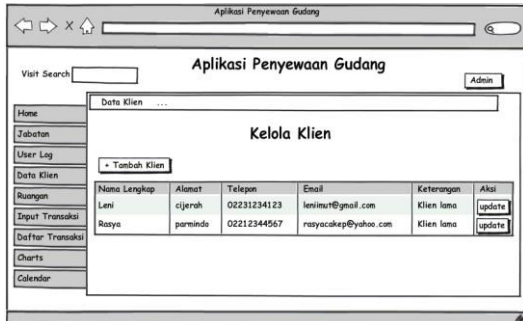 Aplikasi Penyewaan Gudang
Visit Search
Aplikasi Penyewaan Gudang
Admin
Home
Jabatan
User Log
Data Klien
Ruangan
Input Transaksi
Daftar Transaksi
Charts
Calendar
Data Klien ...
Kelola Klien
+ Tambah Klien
Nama Lengkap Alamat Telepon Email Keterangan Aksi
Leni cijerah 02231234123 leniimut@gmail.com Klien lama update
Rasya parmindo 02212344567 rasyacakep@yahoo.com Klien lama update